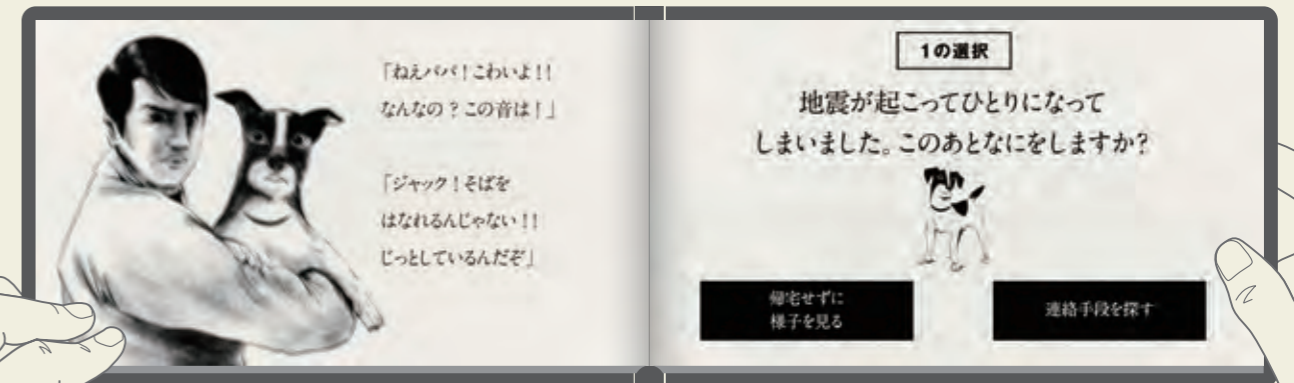 「ねえパパ！こわいよ！！
なんなの？この音は！」
「ジャック！そばを
はなれるんじゃない！！
じっとしているんだぞ」
1の選択
地震が起こってひとりになって
しまいました。このあとなにをしますか？
帰宅せずに
様子を見る
連絡手段を探す